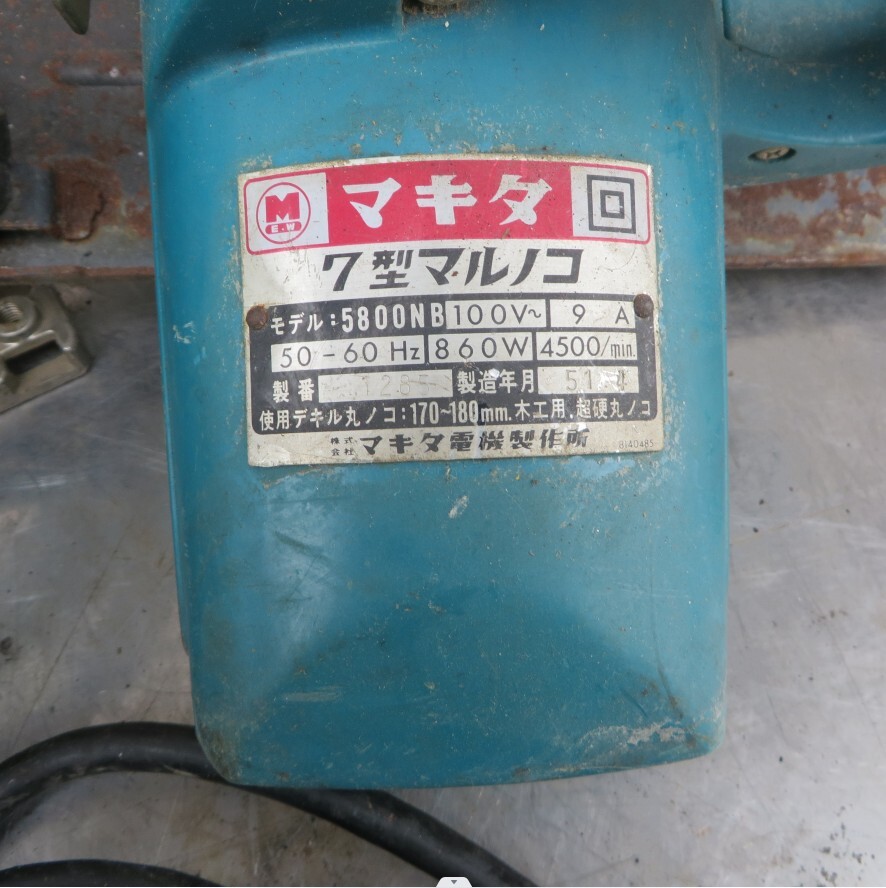 M
E.W
マキタ
7型マルノコ
モデル:5800NB 100V~ 9 A
50-60Hz 860W 4500/min.
製番 製造年月
使用デキル丸ノコ:170~180mm.木工用.超硬丸ノコ
株式会社 マキタ電機製作所
8140485